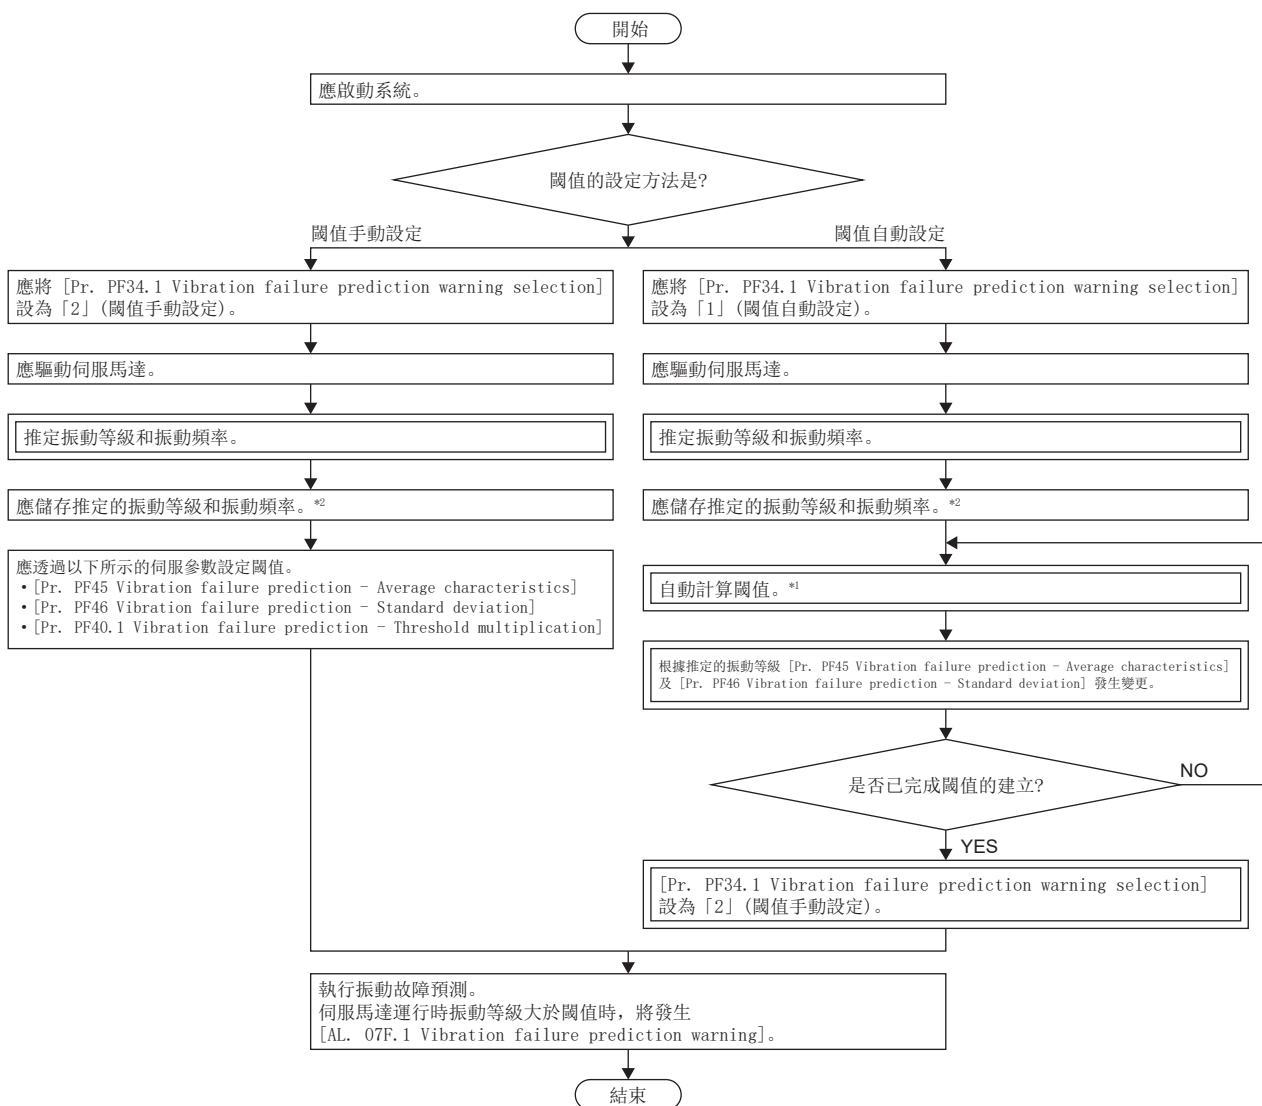 開始
應啟動系統。
閾值的設定方法是?
閾值手動設定
閾值自動設定
應將 [Pr. PF34.1 Vibration failure prediction warning selection]
設為「2」(閾值手動設定)。
應驅動伺服馬達。
推定振動等級和振動頻率。
應儲存推定的振動等級和振動頻率。*2
應透過以下所示的伺服參數設定閾值。
・[Pr. PF45 Vibration failure prediction - Average characteristics]
・[Pr. PF46 Vibration failure prediction - Standard deviation]
・[Pr. PF40.1 Vibration failure prediction - Threshold multiplication]
應將 [Pr. PF34.1 Vibration failure prediction warning selection]
設為「1」(閾值自動設定)。
應驅動伺服馬達。
推定振動等級和振動頻率。
應儲存推定的振動等級和振動頻率。*2
自動計算閾值。*1
根據推定的振動等級 [Pr. PF45 Vibration failure prediction - Average characteristics]
及 [Pr. PF46 Vibration failure prediction - Standard deviation] 發生變更。
是否已完成閾值的建立?
NO
YES
[Pr. PF34.1 Vibration failure prediction warning selection]
設為「2」(閾值手動設定)。
執行振動故障預測。
伺服馬達運行時振動等級大於閾值時，將發生
[AL. 07F.1 Vibration failure prediction warning]。
結束